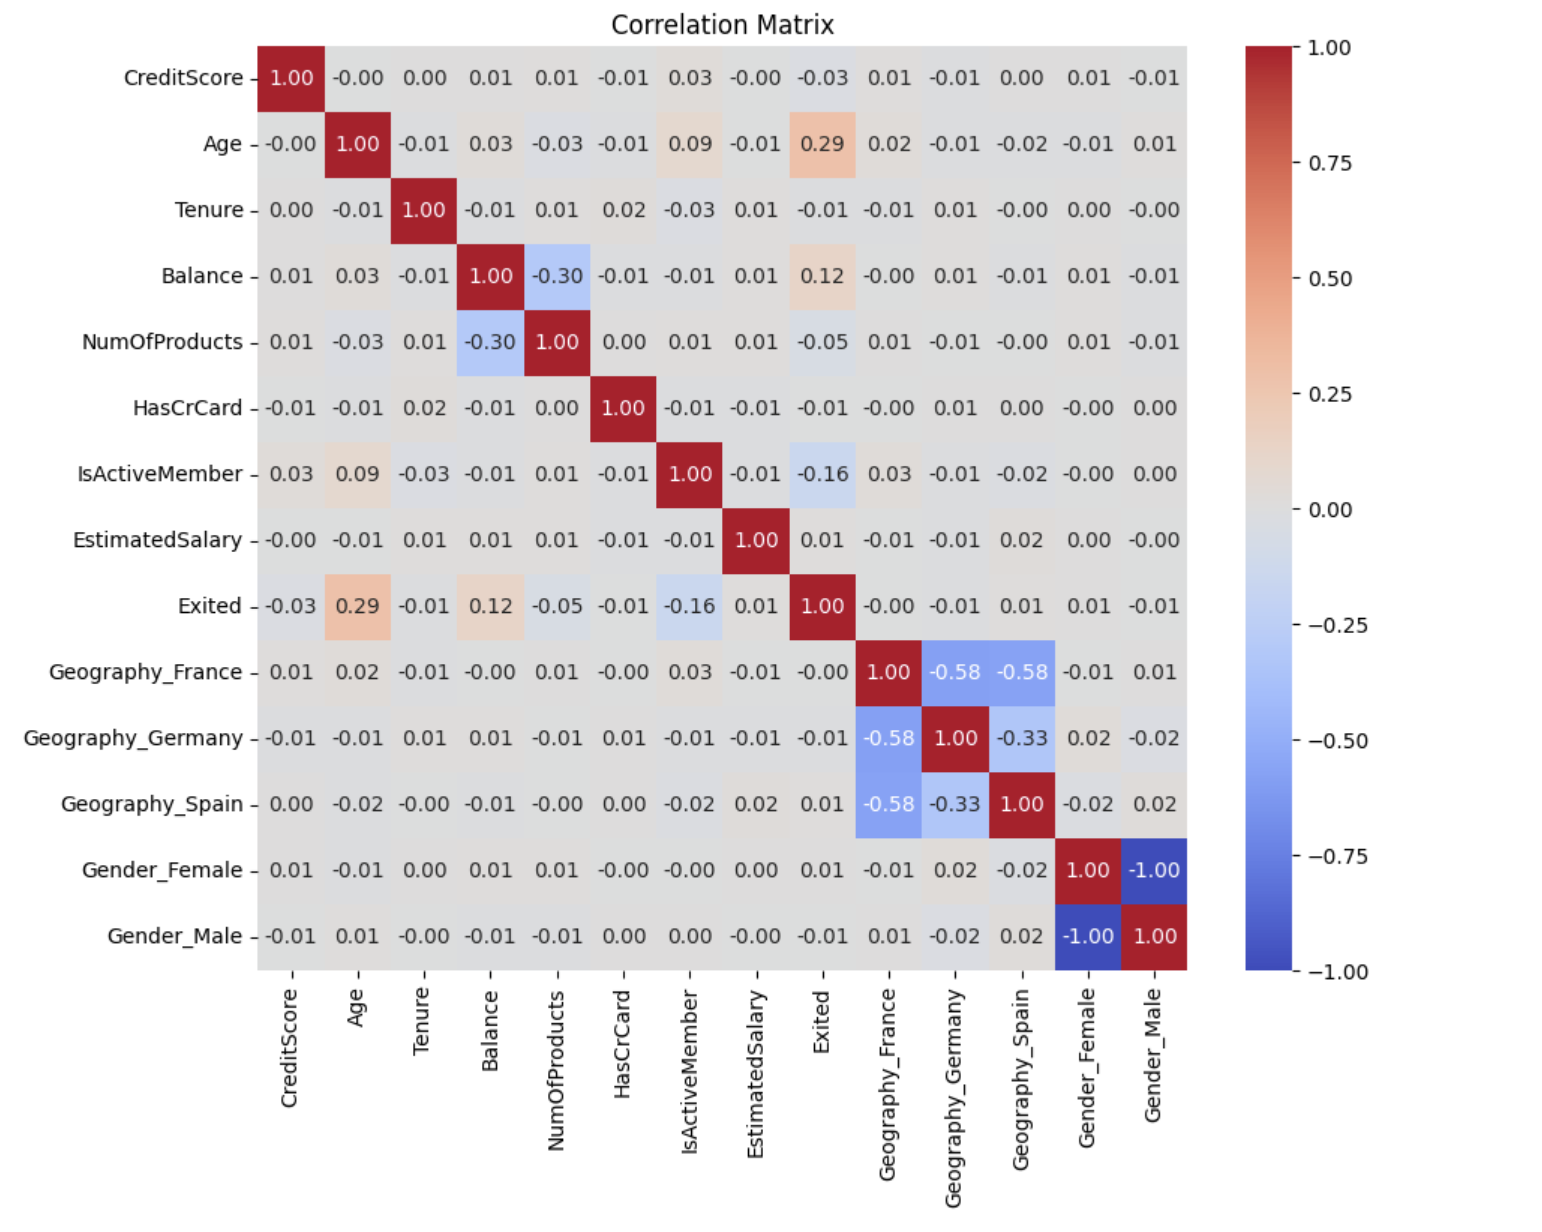 Correlation Matrix
CreditScore 1.00 -0.00 0.00 0.01 0.01 -0.01 0.03 -0.00 -0.03 0.01 -0.01 0.00 0.01 -0.01
Age -0.00 1.00 -0.01 0.03 -0.03 -0.01 0.09 -0.01 0.29 0.02 -0.01 -0.02 -0.01 0.01
Tenure 0.00 -0.01 1.00 -0.01 0.01 0.02 -0.03 0.01 -0.01 -0.01 0.01 -0.00 0.00 -0.00
Balance 0.01 0.03 -0.01 1.00 -0.30 -0.01 -0.01 0.01 0.12 -0.00 0.01 -0.01 0.01 -0.01
NumOfProducts 0.01 -0.03 0.01 -0.30 1.00 0.00 0.01 0.01 -0.05 0.01 -0.01 -0.00 0.01 -0.01
HasCrCard -0.01 -0.01 0.02 -0.01 0.00 1.00 -0.01 -0.01 -0.01 -0.00 0.01 0.00 -0.00 0.00
IsActiveMember 0.03 0.09 -0.03 -0.01 0.01 -0.01 1.00 -0.01 -0.16 0.03 -0.01 -0.02 -0.00 0.00
EstimatedSalary -0.00 -0.01 0.01 0.01 0.01 -0.01 -0.01 1.00 0.01 -0.01 -0.01 0.02 0.00 -0.00
Exited -0.03 0.29 -0.01 0.12 -0.05 -0.01 -0.16 0.01 1.00 -0.00 -0.01 0.01 0.01 -0.01
Geography_France 0.01 0.02 -0.01 -0.00 0.01 -0.00 0.03 -0.01 -0.00 1.00 -0.58 -0.58 -0.01 0.01
Geography_Germany -0.01 -0.01 0.01 0.01 -0.01 0.01 -0.01 -0.01 -0.01 -0.58 1.00 -0.33 0.02 -0.02
Geography_Spain 0.00 -0.02 -0.00 -0.01 -0.00 0.00 -0.02 0.02 0.01 -0.58 -0.33 1.00 -0.02 0.02
Gender_Female 0.01 -0.01 0.00 0.01 0.01 -0.00 -0.00 0.00 0.01 -0.01 0.02 -0.02 1.00 -1.00
Gender_Male -0.01 0.01 -0.00 -0.01 -0.01 0.00 0.00 -0.00 -0.01 0.01 -0.02 0.02 -1.00 1.00
CreditScore
Age
Tenure
Balance
NumOfProducts
HasCrCard
IsActiveMember
EstimatedSalary
Exited
Geography_France
Geography_Germany
Geography_Spain
Gender_Female
Gender_Male
1.00
0.75
0.50
0.25
0.00
−0.25
−0.50
−0.75
−1.00